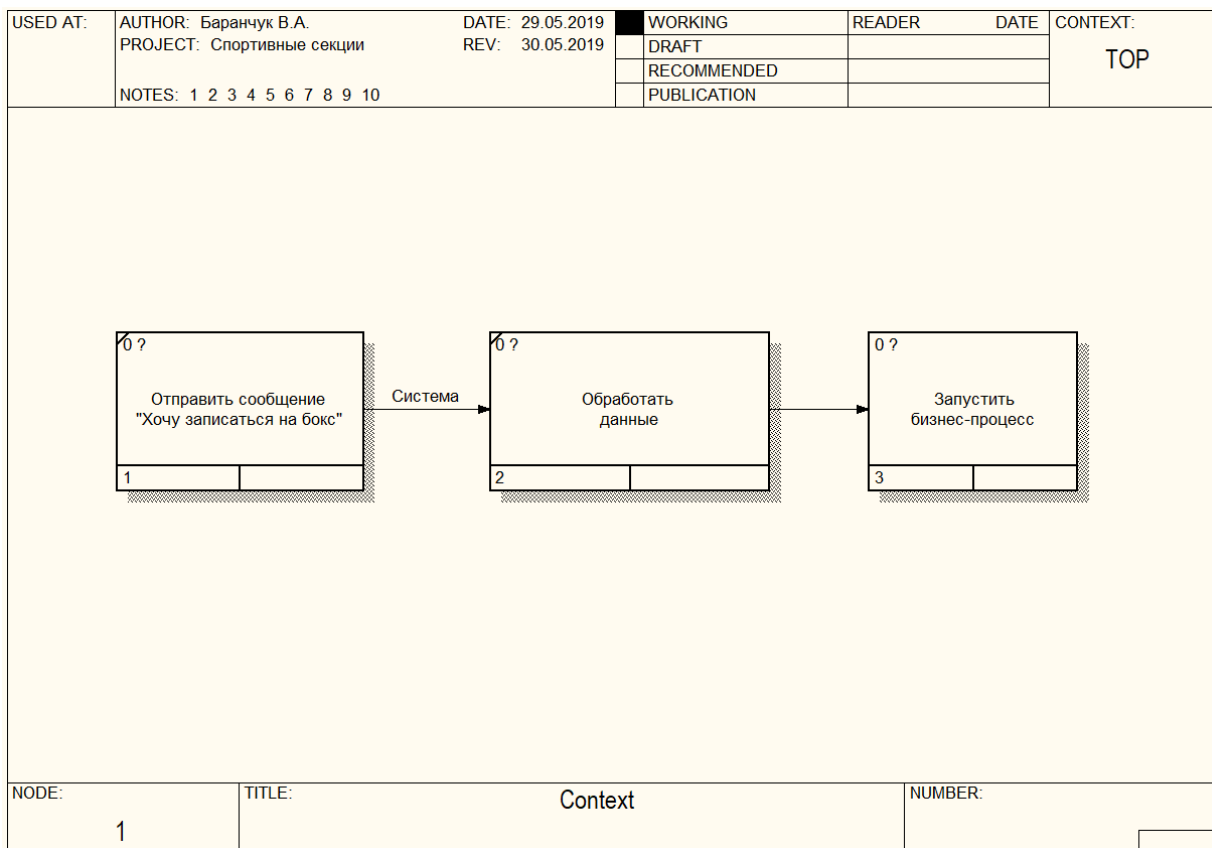 USED AT:
AUTHOR: Баранчук В.А.
DATE: 29.05.2019
PROJECT: Спортивные секции
REV: 30.05.2019
NOTES: 1 2 3 4 5 6 7 8 9 10
WORKING
DRAFT
RECOMMENDED
PUBLICATION
READER DATE
CONTEXT:
TOP
0 ?
Отправить сообщение
"Хочу записаться на бокс"
1
Система
0 ?
Обработать
данные
2
0 ?
Запустить
бизнес-процесс
3
NODE:
1
TITLE:
Context
NUMBER: